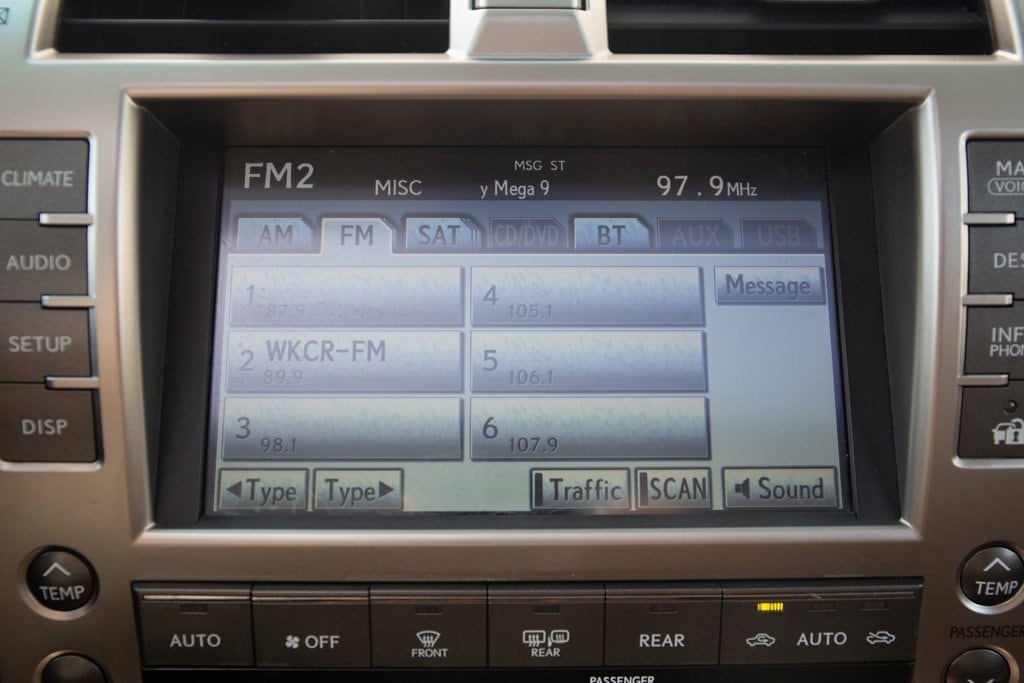 MSG ST
FM2 MISC y Mega 9 97.9MHz
AM FM SAT CD/DVD BT AUX USB
1 87.9
4 105.1
Message
2 WKCR-FM 89.9
5 106.1
3 98.1
6 107.9
◀Type Type▶ Traffic SCAN Sound
CLIMATE
AUDIO
SETUP
DISP
TEMP
AUTO
OFF
FRONT
REAR
REAR
AUTO
TEMP
PASSENGER
PASSENGER